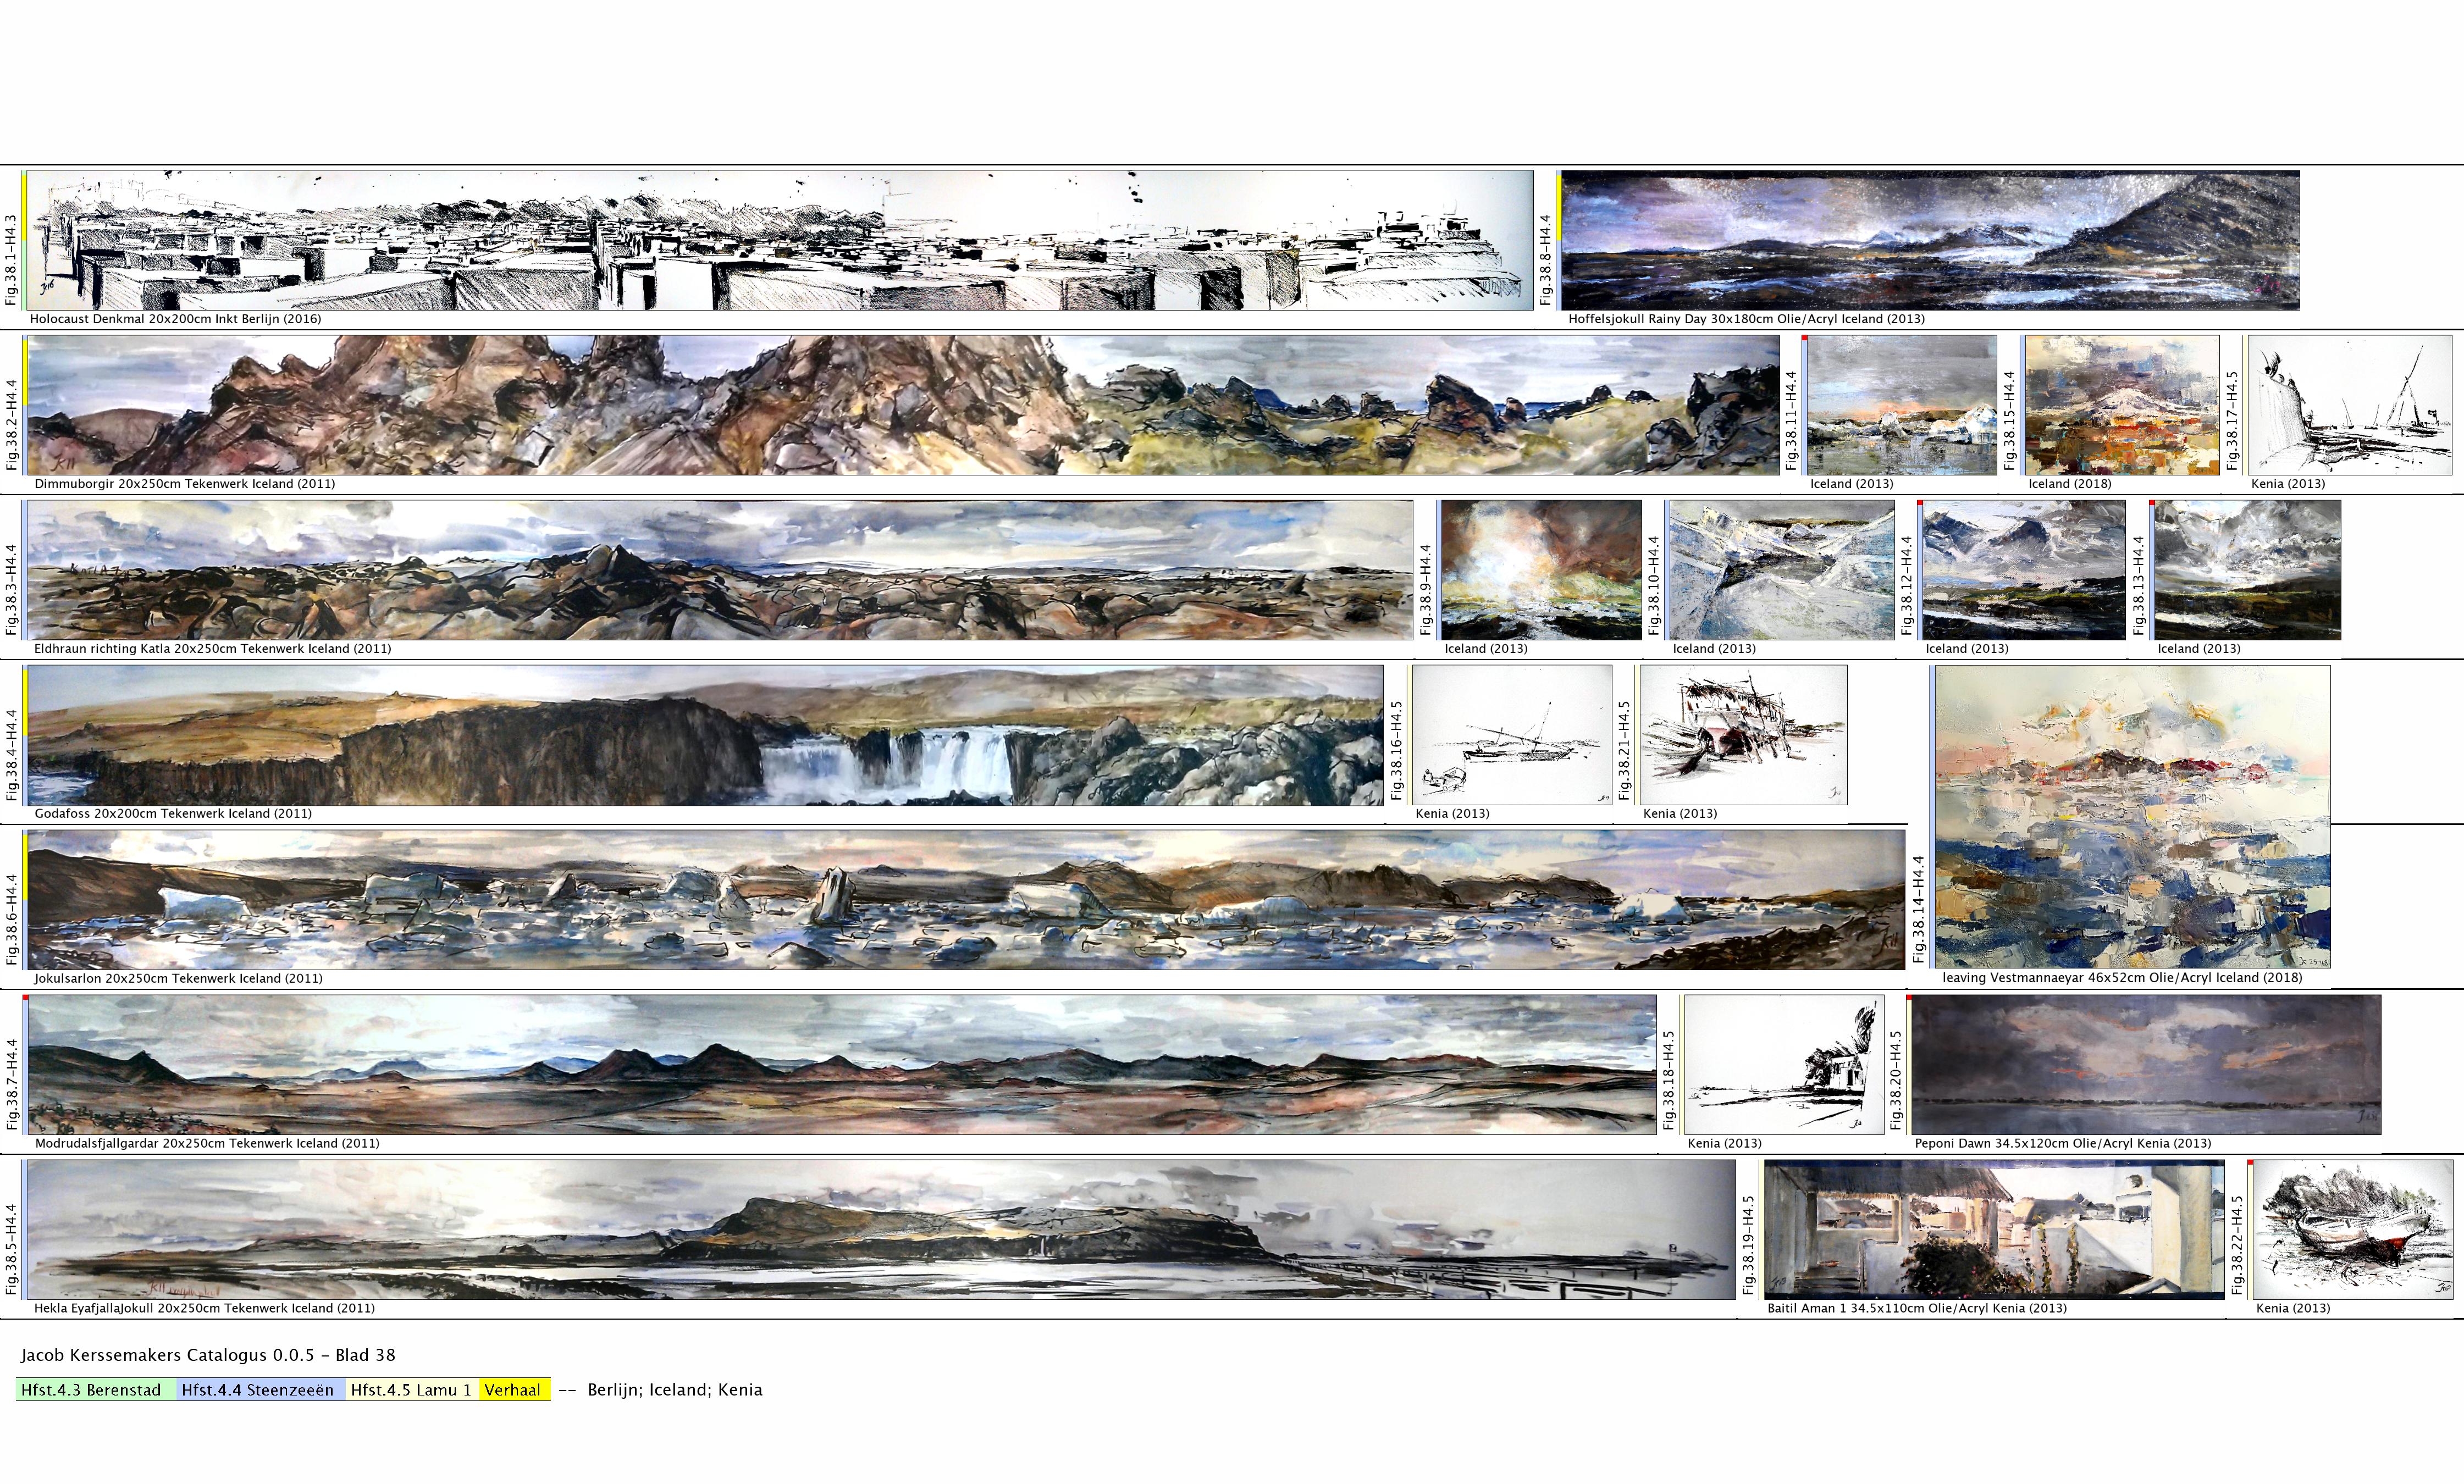 Fig.38.1-H4.3
Holocaust Denkmal 20x200cm Inkt Berlijn (2016)
Fig.38.8-H4.4
Hoffelsjokull Rainy Day 30x180cm Olie/Acryl Iceland (2013)
Fig.38.2-H4.4
Dimmuborgir 20x250cm Tekenwerk Iceland (2011)
Fig.38.11-H4.4
Iceland (2013)
Fig.38.15-H4.4
Iceland (2018)
Fig.38.17-H4.5
Kenia (2013)
Fig.38.3-H4.4
Eldhraun richting Katla 20x250cm Tekenwerk Iceland (2011)
Fig.38.9-H4.4
Iceland (2013)
Fig.38.10-H4.4
Iceland (2013)
Fig.38.12-H4.4
Iceland (2013)
Fig.38.13-H4.4
Iceland (2013)
Fig.38.4-H4.4
Godafoss 20x200cm Tekenwerk Iceland (2011)
Fig.38.16-H4.5
Kenia (2013)
Fig.38.21-H4.5
Kenia (2013)
Fig.38.6-H4.4
Jokulsarlon 20x250cm Tekenwerk Iceland (2011)
Fig.38.14-H4.4
leaving Vestmannaeyar 46x52cm Olie/Acryl Iceland (2018)
Fig.38.7-H4.4
Modrudalsfjallgardar 20x250cm Tekenwerk Iceland (2011)
Fig.38.18-H4.5
Kenia (2013)
Fig.38.20-H4.5
Peponi Dawn 34.5x120cm Olie/Acryl Kenia (2013)
Fig.38.5-H4.4
Hekla EyafjallaJokull 20x250cm Tekenwerk Iceland (2011)
Fig.38.19-H4.5
Baitil Aman 1 34.5x110cm Olie/Acryl Kenia (2013)
Fig.38.22-H4.5
Kenia (2013)
Jacob Kerssemakers Catalogus 0.0.5 - Blad 38
Hfst.4.3 Berenstad Hfst.4.4 Steenzeeën Hfst.4.5 Lamu 1 Verhaal -- Berlijn; Iceland; Kenia